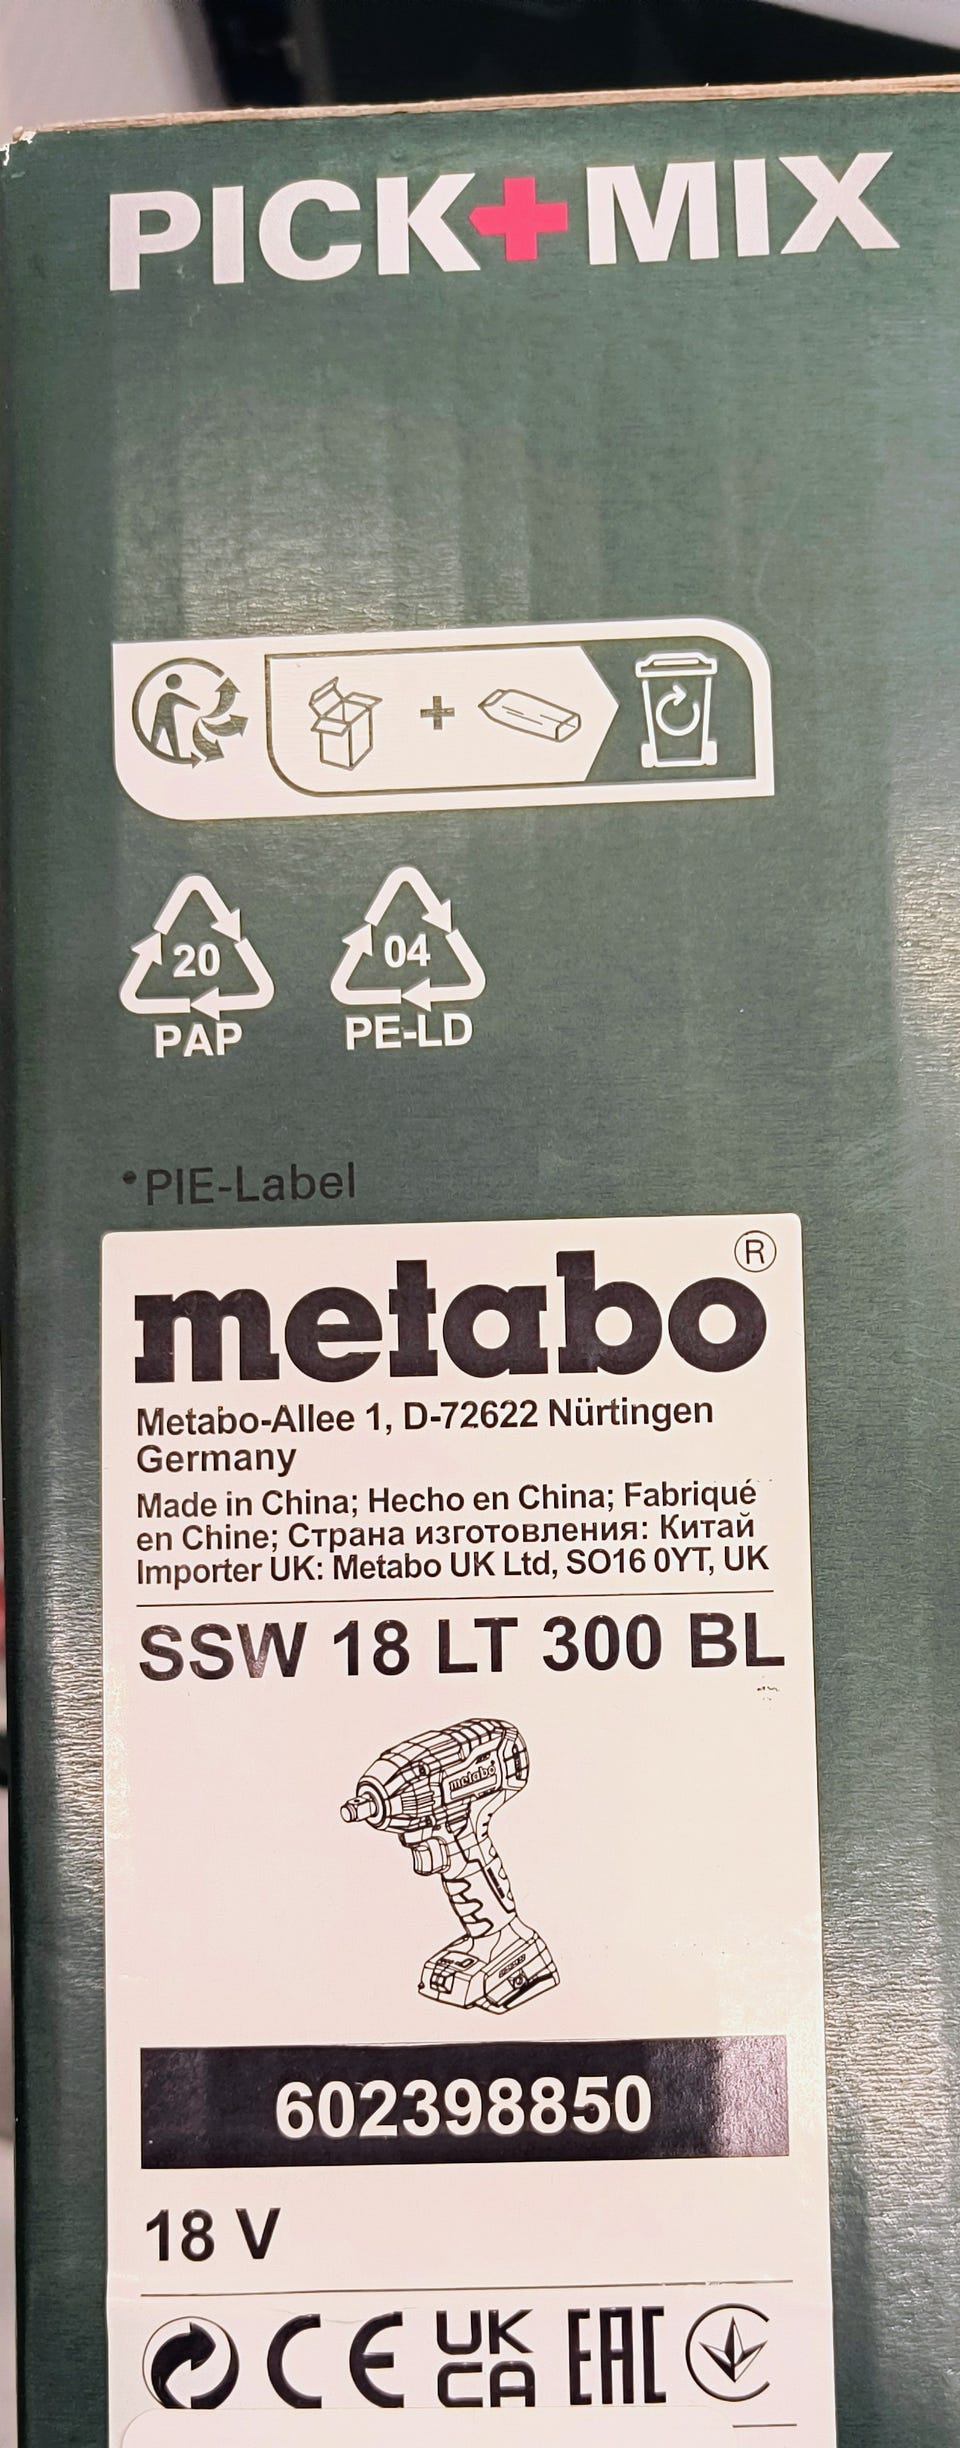 PICK+MIX
20
PAP
04
PE-LD
*PIE-Label
metabo®
Metabo-Allee 1, D-72622 Nürtingen
Germany
Made in China; Hecho en China; Fabriqué
en Chine; Страна изготовления: Китай
Importer UK: Metabo UK Ltd, SO16 0YT, UK
SSW 18 LT 300 BL
metabo
602398850
18 V
CE UK
CA EAC